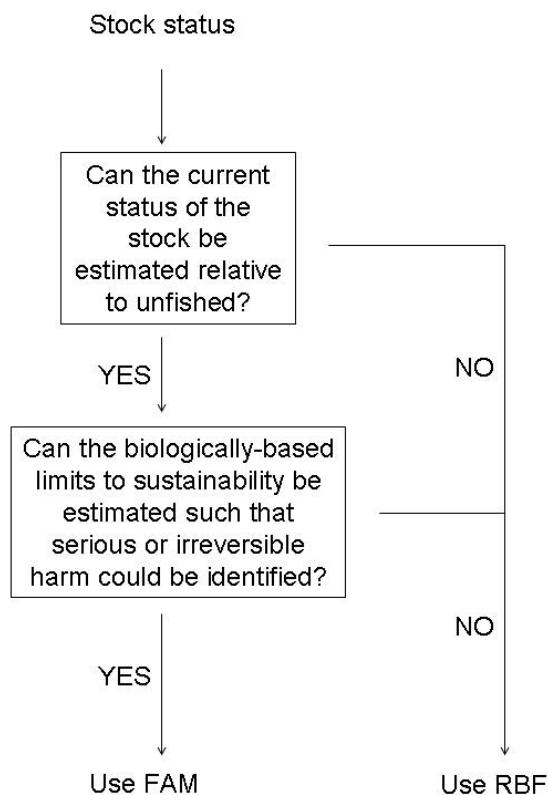 Stock status
Can the current
status of the
stock be
estimated relative
to unfished?
YES
NO
Can the biologically-based
limits to sustainability be
estimated such that
serious or irreversible
harm could be identified?
YES
NO
Use FAM
Use RBF